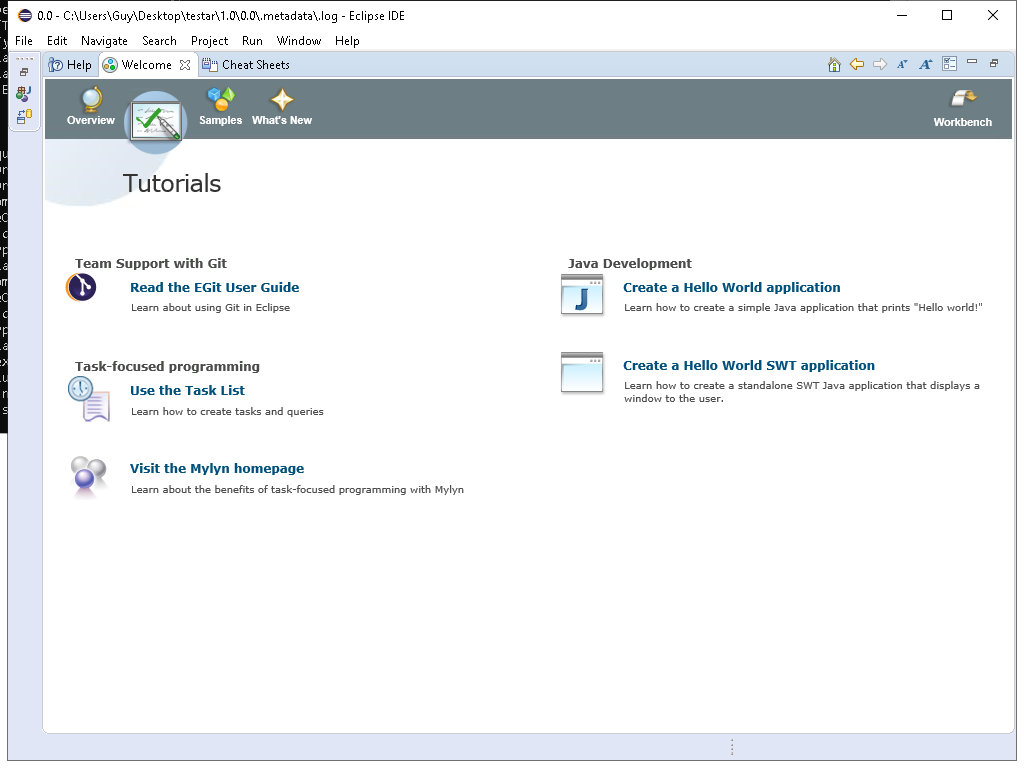 0.0 - C:\Users\Guy\Desktop\testar\1.0\0.0\.metadata\.log - Eclipse IDE
File Edit Navigate Search Project Run Window Help
Help Welcome Cheat Sheets
Overview Samples What's New Workbench
Tutorials
Team Support with Git
Read the EGit User Guide
Learn about using Git in Eclipse
Task-focused programming
Use the Task List
Learn how to create tasks and queries
Visit the Mylyn homepage
Learn about the benefits of task-focused programming with Mylyn
Java Development
Create a Hello World application
Learn how to create a simple Java application that prints "Hello world!"
Create a Hello World SWT application
Learn how to create a standalone SWT Java application that displays a
window to the user.